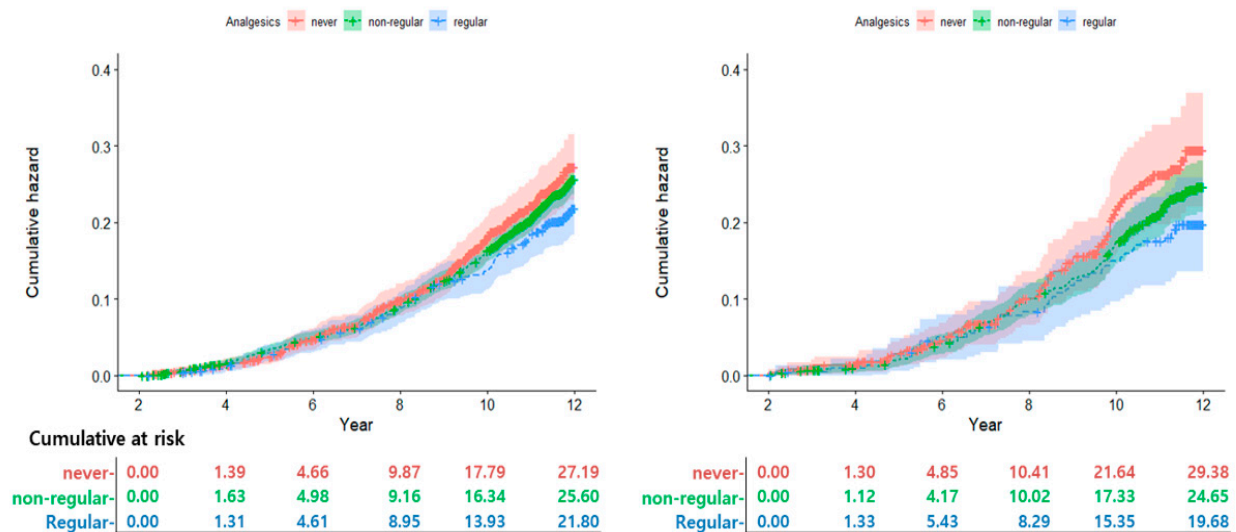 Analgesics never non-regular regular
Cumulative hazard
0.4
0.3
0.2
0.1
0.0
2 4 6 8 10 12
Year
Analgesics never non-regular regular
Cumulative hazard
0.4
0.3
0.2
0.1
0.0
2 4 6 8 10 12
Year
Cumulative at risk
never- 0.00 1.39 4.66 9.87 17.79 27.19
non-regular- 0.00 1.63 4.98 9.16 16.34 25.60
Regular- 0.00 1.31 4.61 8.95 13.93 21.80
0.00 1.30 4.85 10.41 21.64 29.38
0.00 1.12 4.17 10.02 17.33 24.65
0.00 1.33 5.43 8.29 15.35 19.68